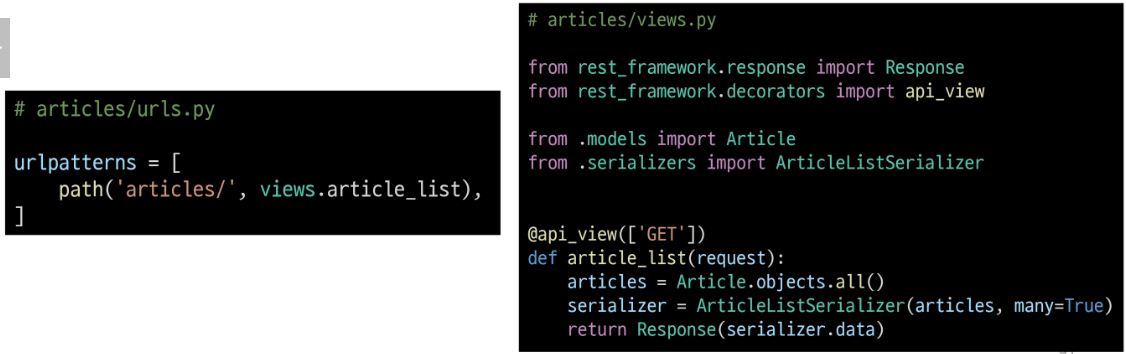 # articles/urls.py
urlpatterns = [
    path('articles/', views.article_list),
]
# articles/views.py
from rest_framework.response import Response
from rest_framework.decorators import api_view
from .models import Article
from .serializers import ArticleListSerializer
@api_view(['GET'])
def article_list(request):
    articles = Article.objects.all()
    serializer = ArticleListSerializer(articles, many=True)
    return Response(serializer.data)